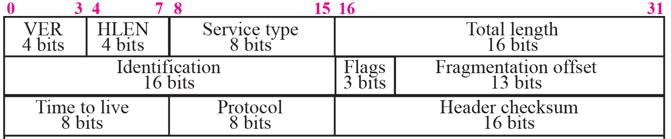 0 3 4 7 8 15 16 31
VER HLEN Service type Total length
4 bits 4 bits 8 bits 16 bits
Identification Flags Fragmentation offset
16 bits 3 bits 13 bits
Time to live Protocol Header checksum
8 bits 8 bits 16 bits